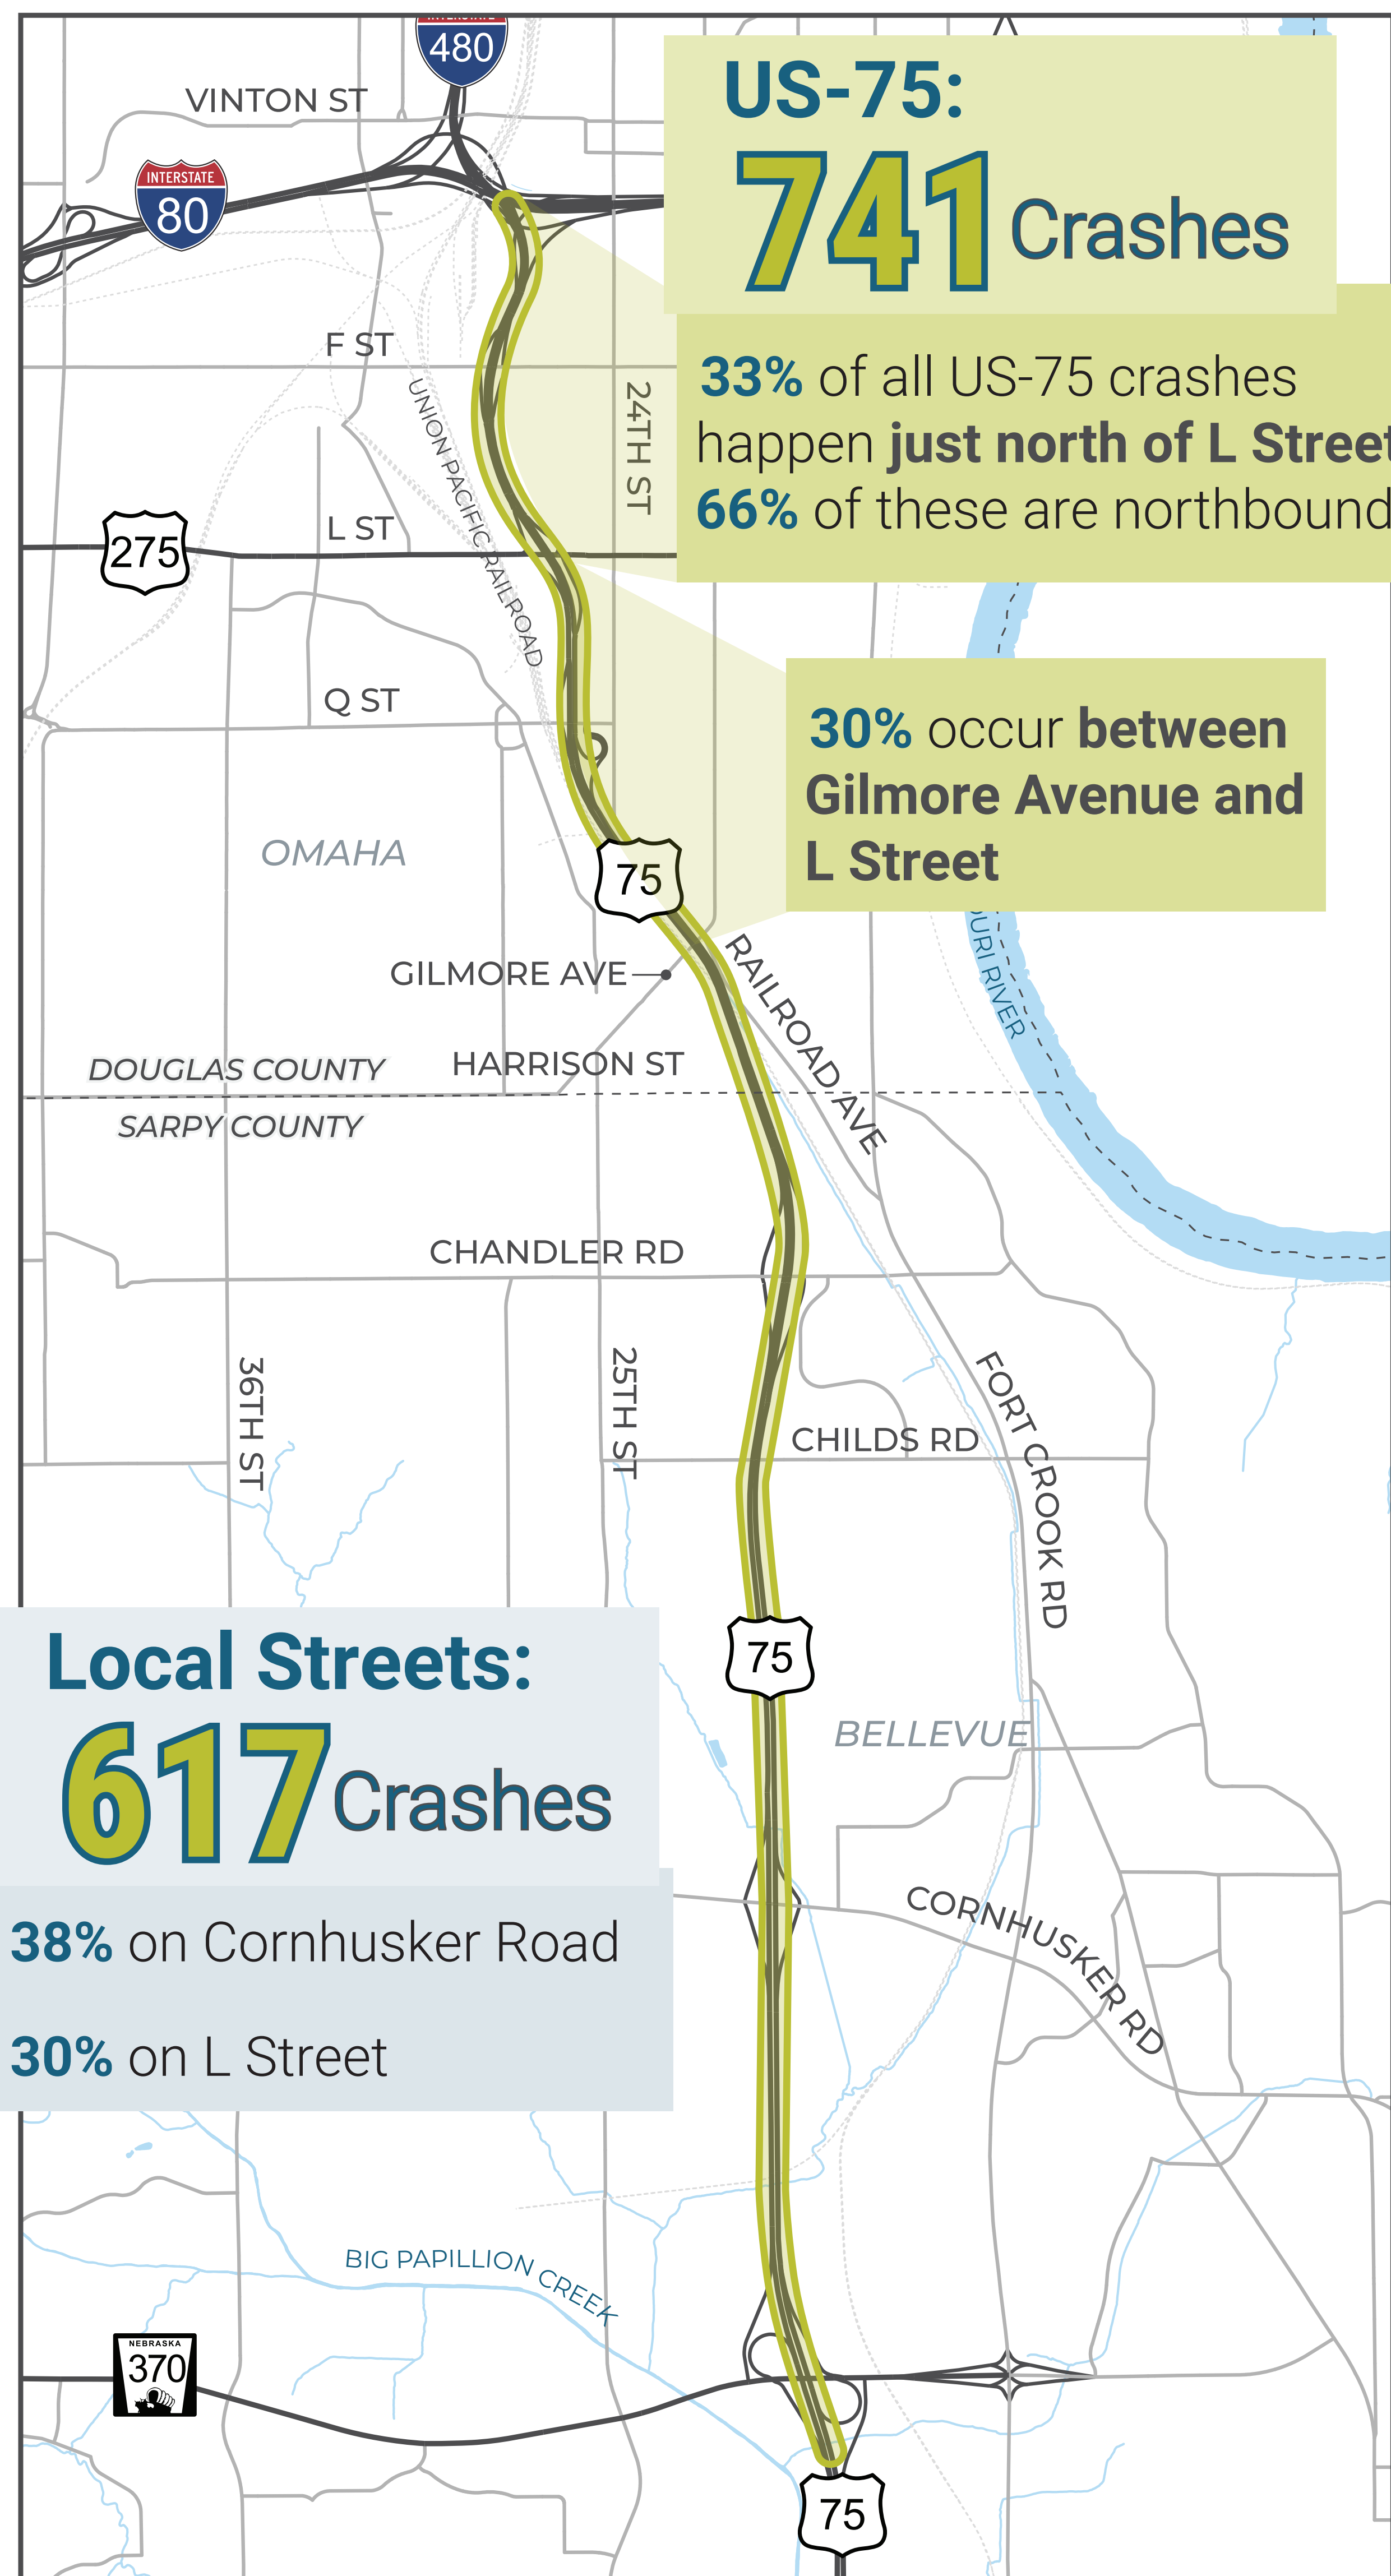 INTERSTATE
480
VINTON ST
INTERSTATE
80
US-75:
741 Crashes
33% of all US-75 crashes
happen just north of L Street
66% of these are northbound
F ST
UNION PACIFIC RAILROAD
24TH ST
L ST
275
Q ST
30% occur between
Gilmore Avenue and
L Street
OMAHA
75
GILMORE AVE
RAILROAD AVE
OURI RIVER
DOUGLAS COUNTY
HARRISON ST
SARPY COUNTY
CHANDLER RD
36TH ST
25TH ST
CHILDS RD
FORT CROOK RD
75
Local Streets:
617 Crashes
38% on Cornhusker Road
30% on L Street
BELLEVUE
CORNHUSKER RD
BIG PAPILLION CREEK
NEBRASKA
370
75